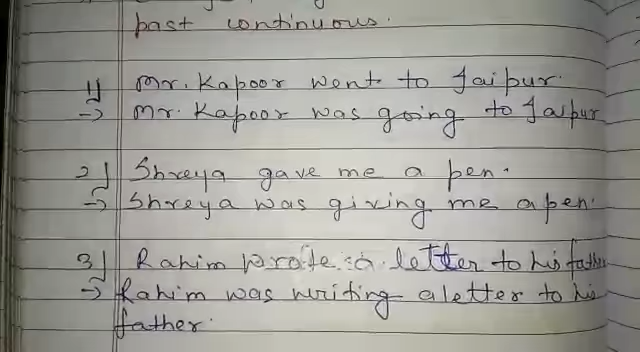 past continuous.
1) Mr. Kapoor went to Jaipur.
→ Mr. Kapoor was going to Jaipur
2) Shreya gave me a pen.
→ Shreya was giving me a pen.
3) Rahim wrote a letter to his father
→ Rahim was writing a letter to his
father.